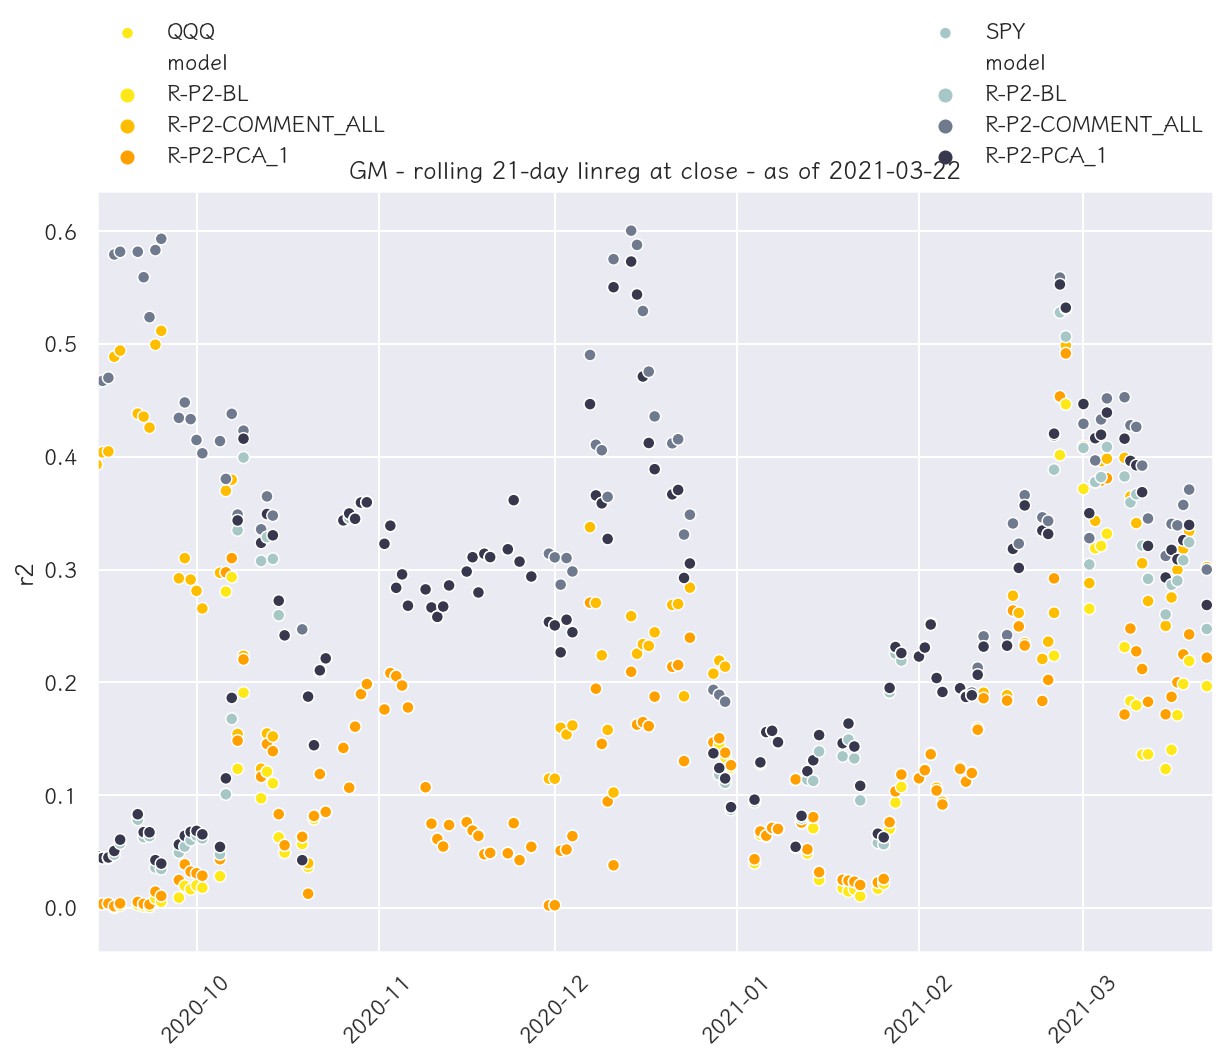 QQQ
model
R-P2-BL
R-P2-COMMENT_ALL
R-P2-PCA_1
SPY
model
R-P2-BL
R-P2-COMMENT_ALL
R-P2-PCA_1
GM - rolling 21-day linreg at close - as of 2021-03-22
r2
0.6
0.5
0.4
0.3
0.2
0.1
0.0
2020-10
2020-11
2020-12
2021-01
2021-02
2021-03